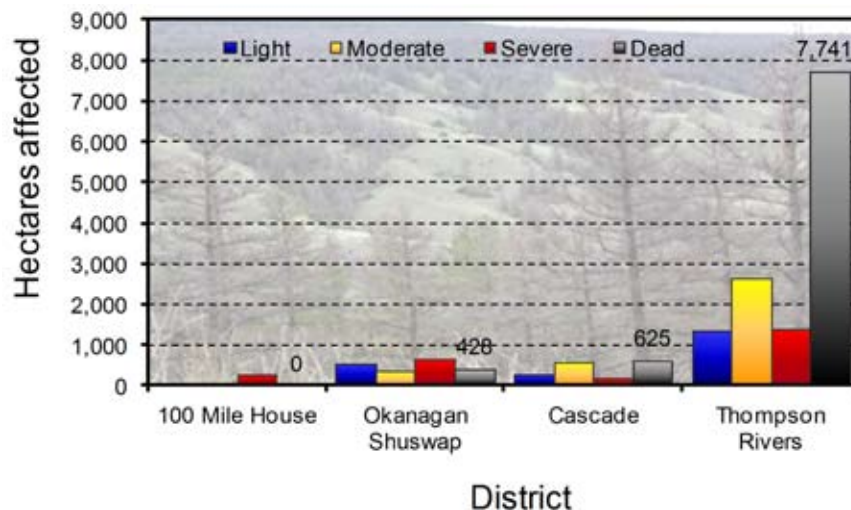 9,000
8,000
7,000
6,000
5,000
4,000
3,000
2,000
1,000
0
Hectares affected
Light Moderate Severe Dead
0
428
625
7,741
100 Mile House
Okanagan
Shuswap
Cascade
Thompson
Rivers
District